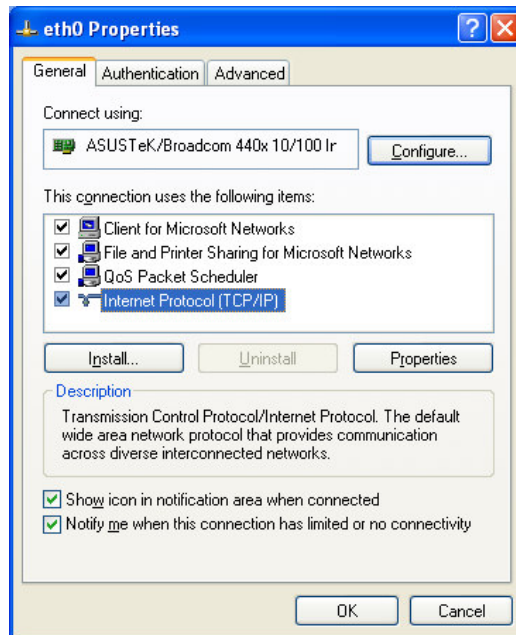 eth0 Properties
General Authentication Advanced
Connect using:
ASUSTeK/Broadcom 440x 10/100 Ir
Configure...
This connection uses the following items:
Client for Microsoft Networks
File and Printer Sharing for Microsoft Networks
QoS Packet Scheduler
Internet Protocol (TCP/IP)
Install... Uninstall Properties
Description
Transmission Control Protocol/Internet Protocol. The default
wide area network protocol that provides communication
across diverse interconnected networks.
Show icon in notification area when connected
Notify me when this connection has limited or no connectivity
OK Cancel